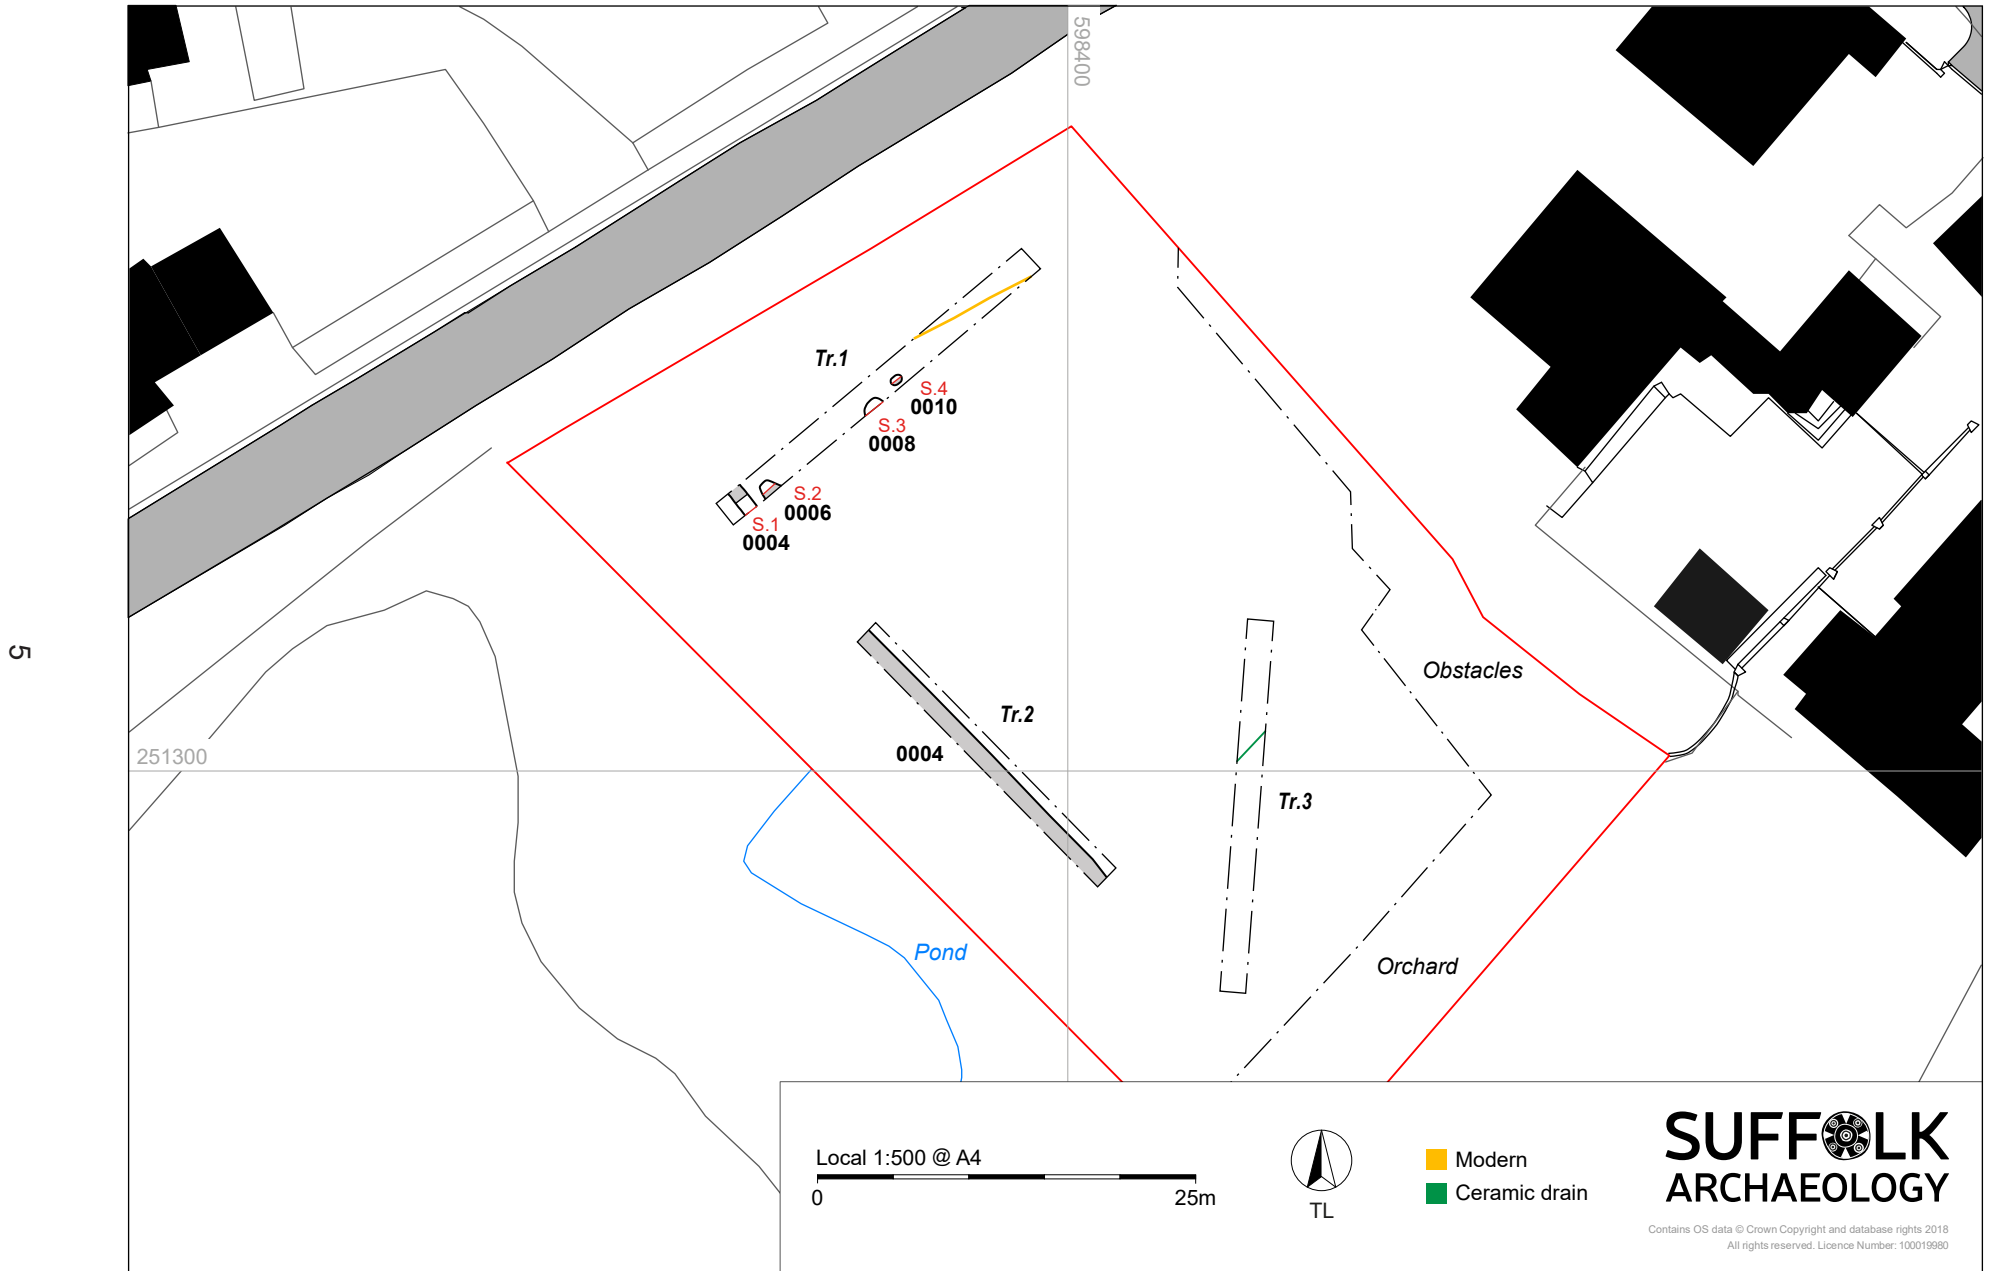 598400
Tr.1
S.4
0010
S.3
0008
S.2
0006
S.1
0004
Obstacles
Tr.2
0004
251300
Tr.3
Pond
Orchard
5
Local 1:500 @ A4
0 25m
TL
Modern
Ceramic drain
SUFFOLK
ARCHAEOLOGY
Contains OS data © Crown Copyright and database rights 2018
All rights reserved. Licence Number: 100019980